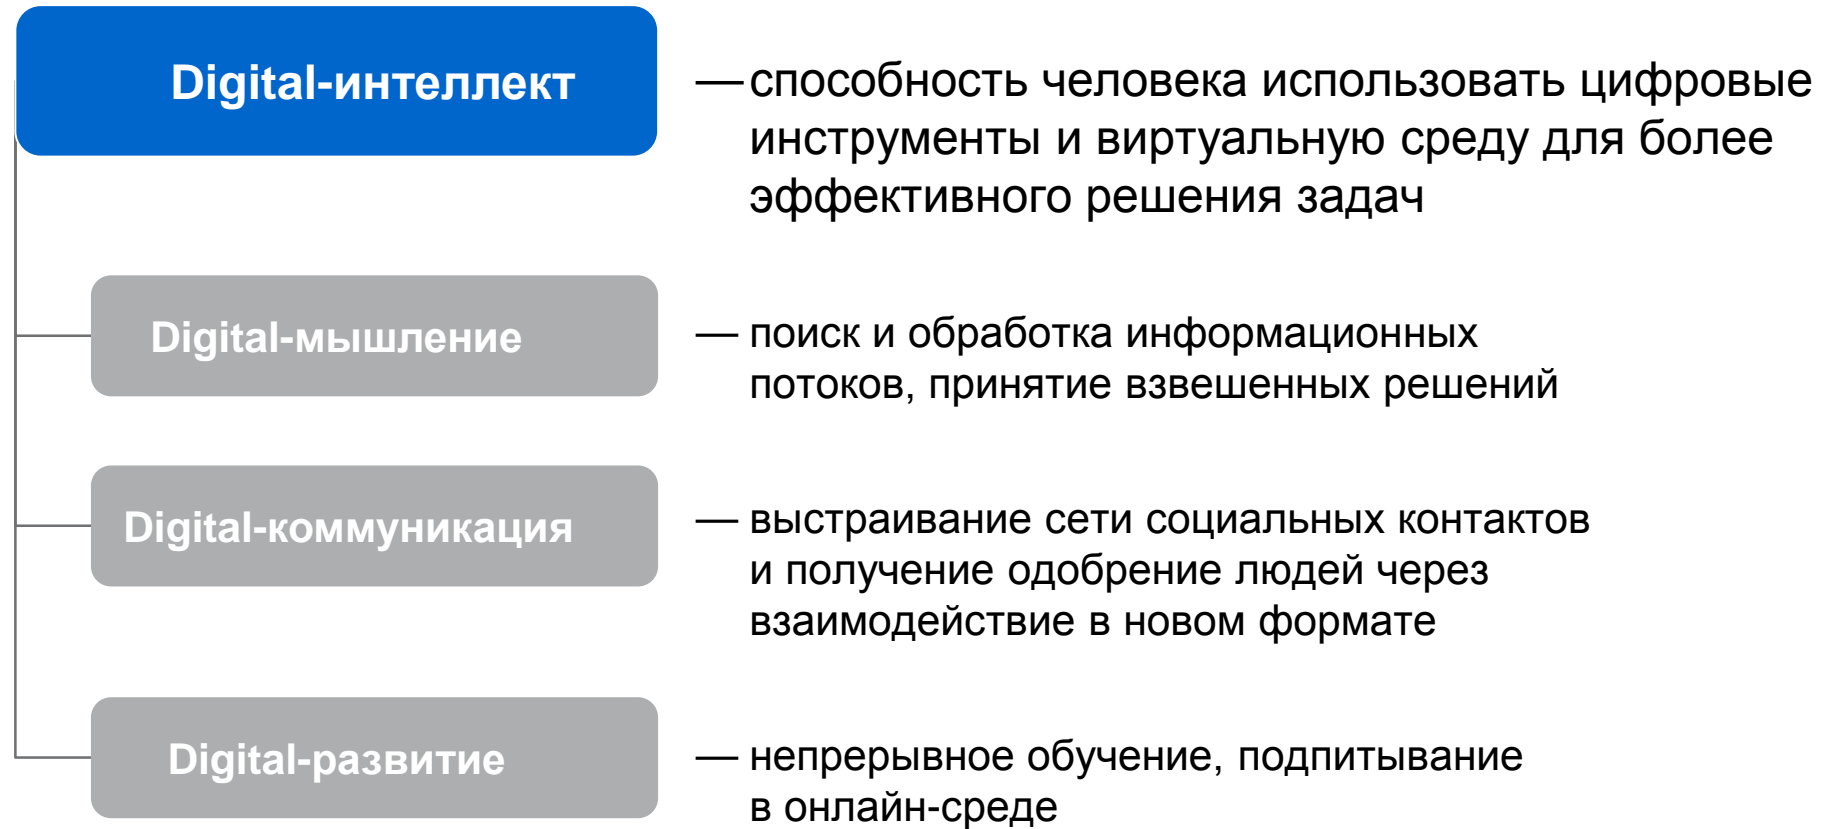 Digital-интеллект
— способность человека использовать цифровые
инструменты и виртуальную среду для более
эффективного решения задач
Digital-мышление
— поиск и обработка информационных
потоков, принятие взвешенных решений
Digital-коммуникация
— выстраивание сети социальных контактов
и получение одобрение людей через
взаимодействие в новом формате
Digital-развитие
— непрерывное обучение, подпитывание
в онлайн-среде